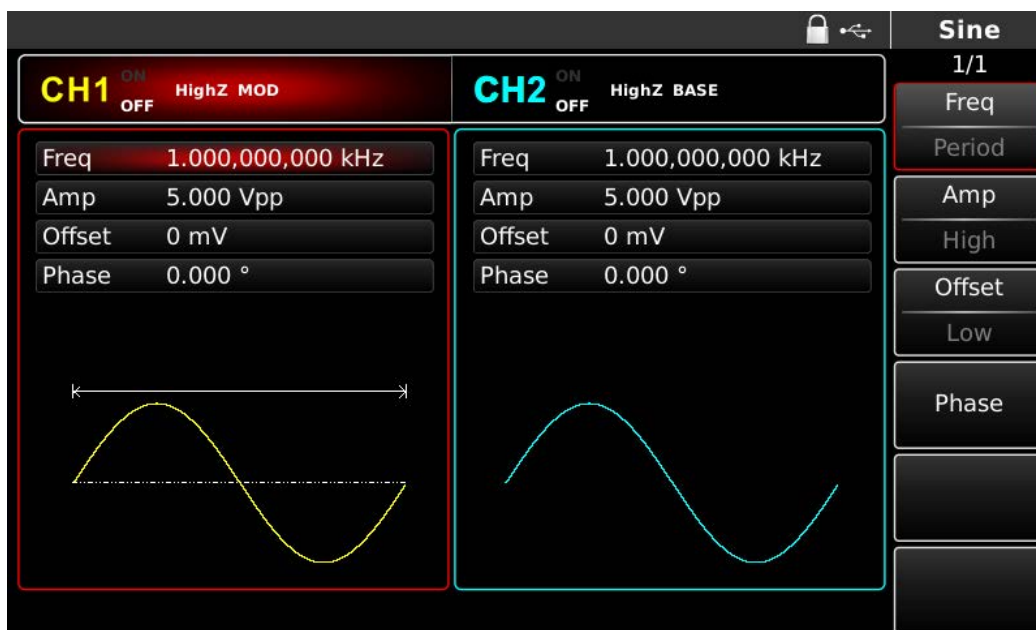 Sine
1/1
CH1 ON OFF HighZ MOD
CH2 ON OFF HighZ BASE
Freq 1.000,000,000 kHz
Amp 5.000 Vpp
Offset 0 mV
Phase 0.000 °
Freq 1.000,000,000 kHz
Amp 5.000 Vpp
Offset 0 mV
Phase 0.000 °
Freq
Period
Amp
High
Offset
Low
Phase